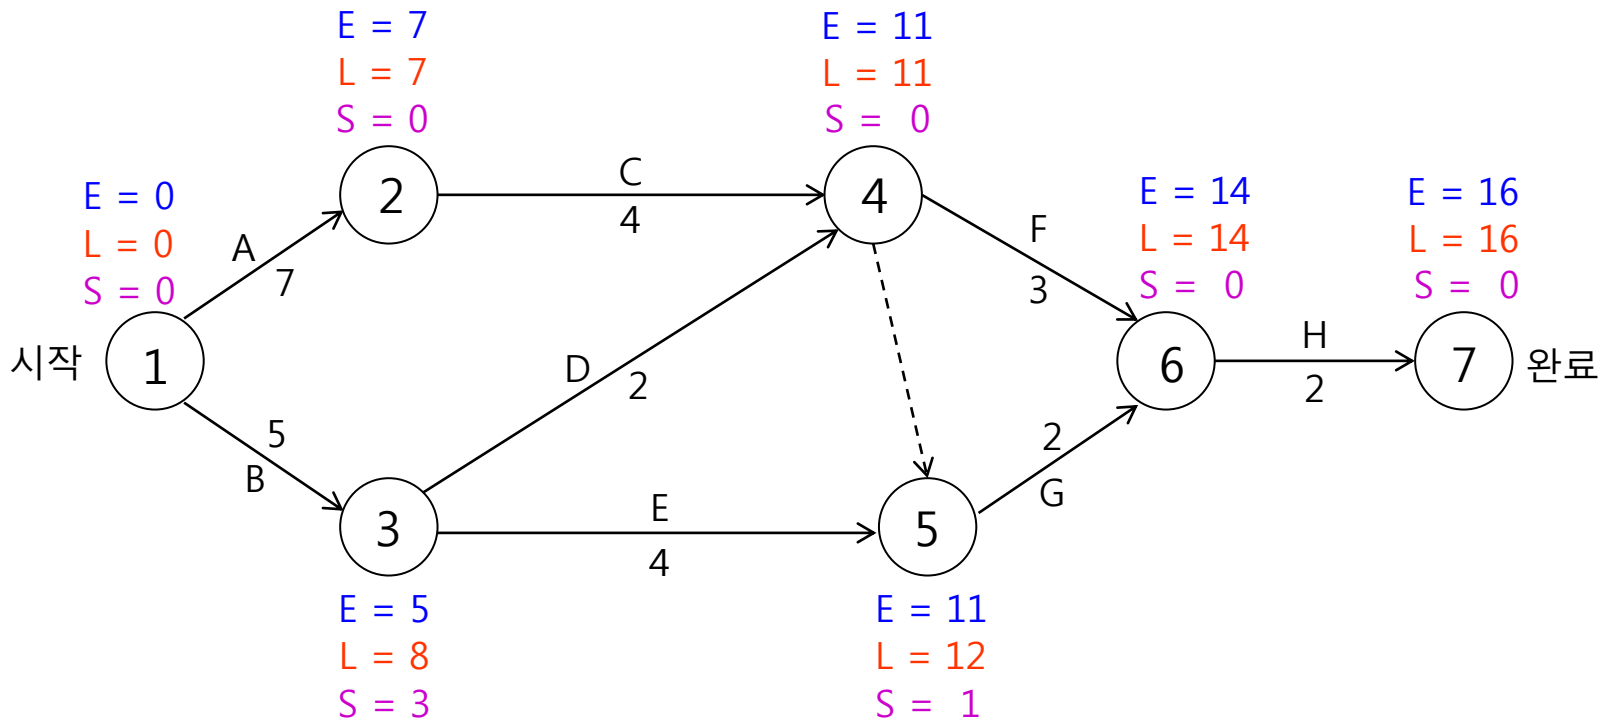 E = 7
L = 7
S = 0
E = 11
L = 11
S = 0
E = 0
L = 0
S = 0
E = 14
L = 14
S = 0
E = 16
L = 16
S = 0
2
C
4
4
A
7
F
3
시작
1
D
2
6
H
2
7
완료
5
B
3
E
4
5
2
G
E = 5
L = 8
S = 3
E = 11
L = 12
S = 1